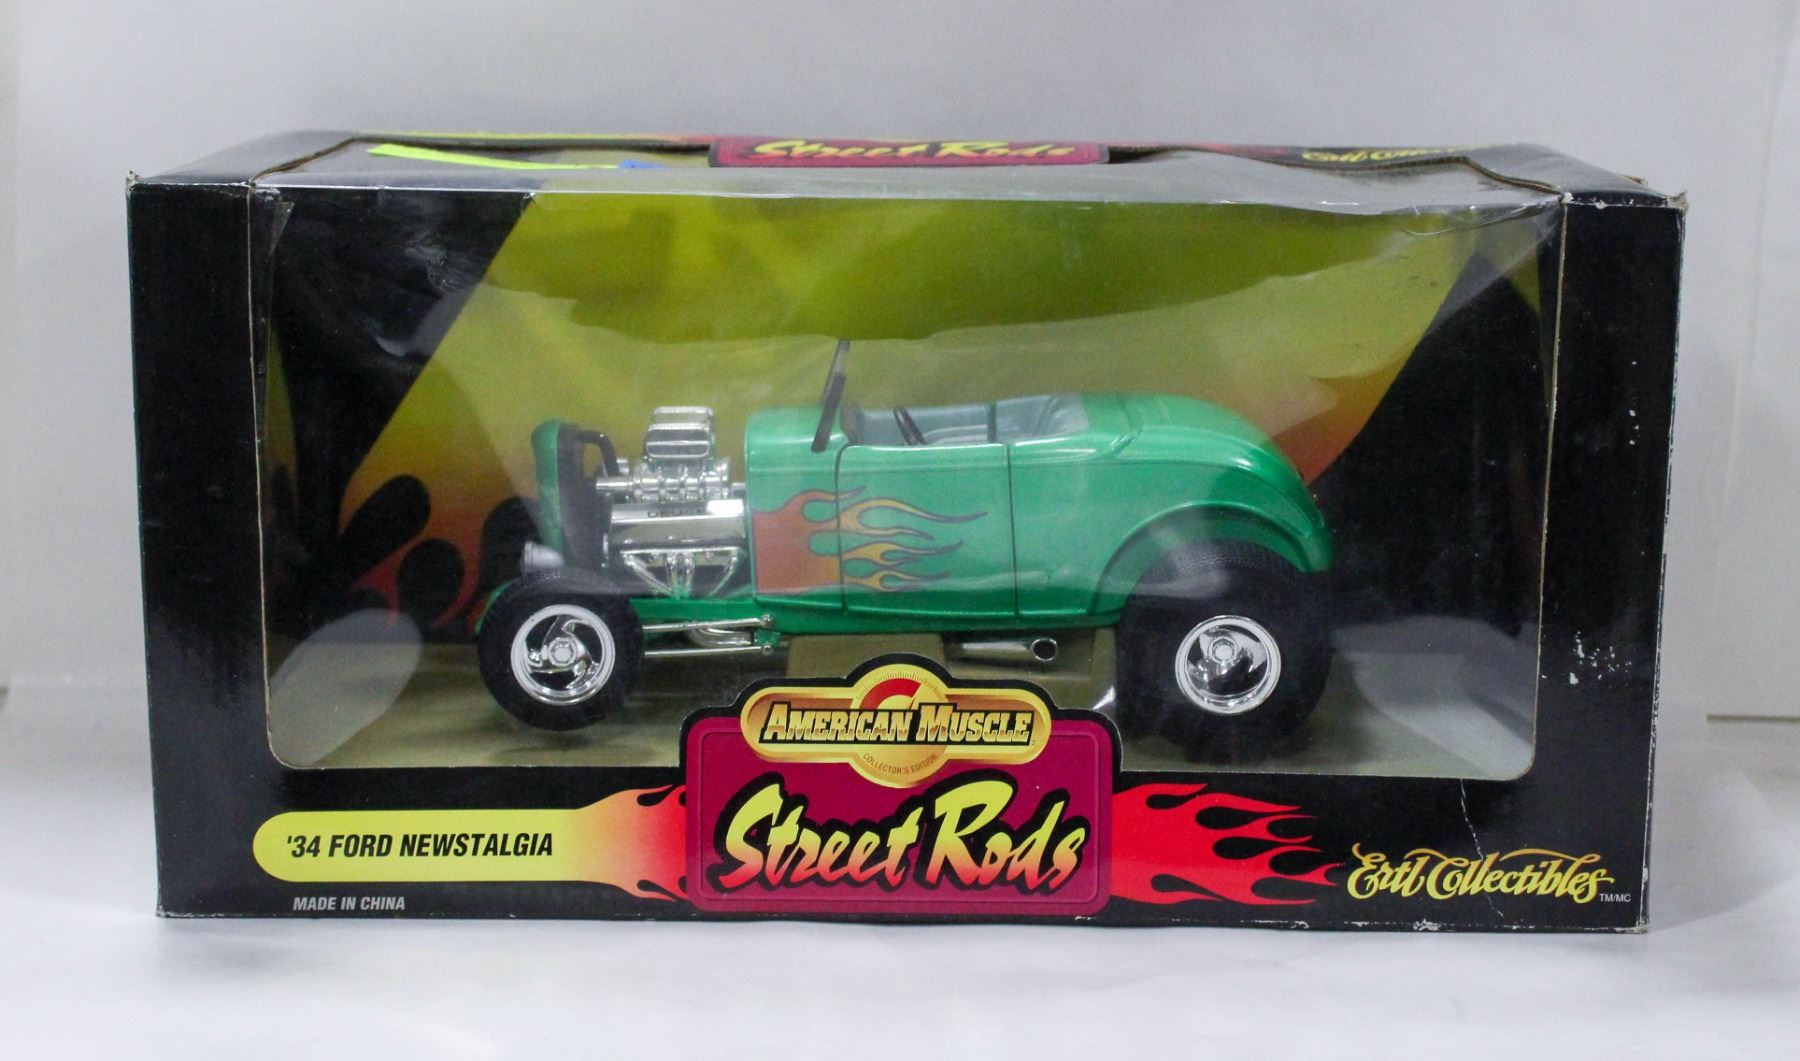 Street Rods
Ertl Collectibles
DEUCE
AMERICAN MUSCLE
COLLECTOR'S EDITION
Street Rods
'34 FORD NEWSTALGIA
MADE IN CHINA
Ertl Collectibles
TM/MC